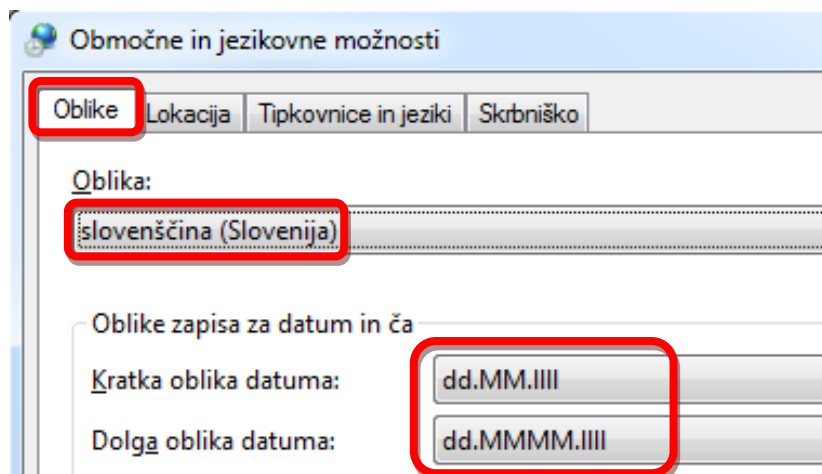 Območne in jezikovne možnosti
Oblike Lokacija Tipkovnice in jeziki Skrbniško
Oblika:
slovenščina (Slovenija)
Oblike zapisa za datum in ča
Kratka oblika datuma: dd.MM.llll
Dolga oblika datuma: dd.MMMM.llll